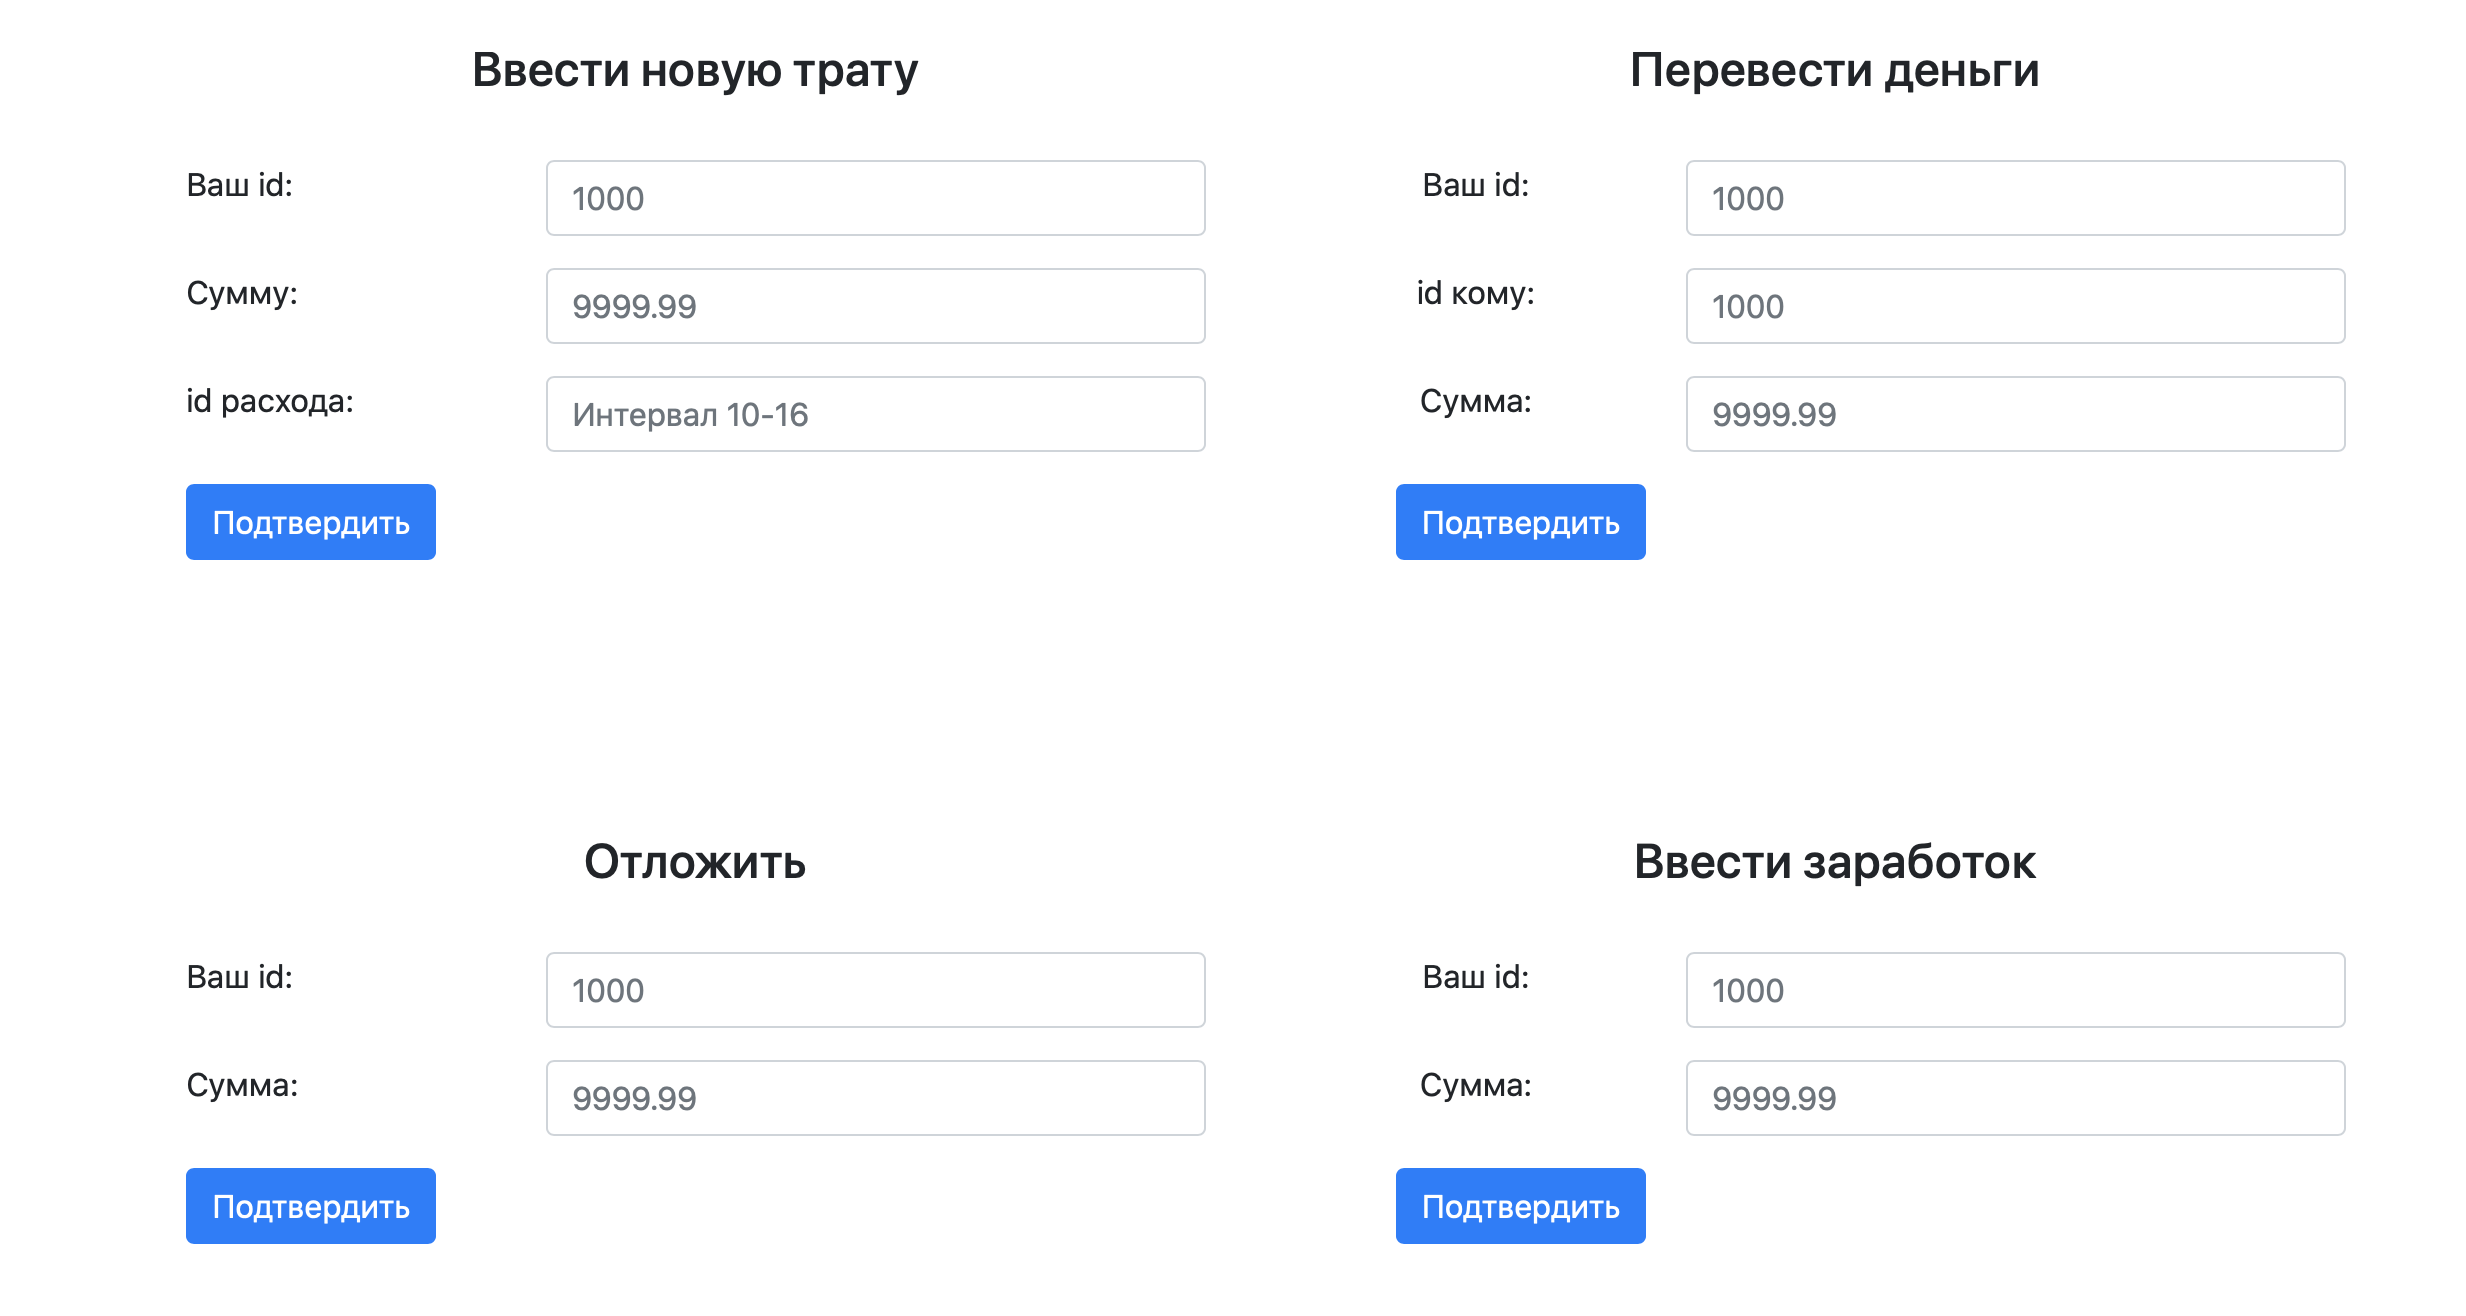 Ввести новую трату
Ваш id:
1000
Сумму:
9999.99
id расхода:
Интервал 10-16
Подтвердить
Перевести деньги
Ваш id:
1000
id кому:
1000
Сумма:
9999.99
Подтвердить
Отложить
Ваш id:
1000
Сумма:
9999.99
Подтвердить
Ввести заработок
Ваш id:
1000
Сумма:
9999.99
Подтвердить